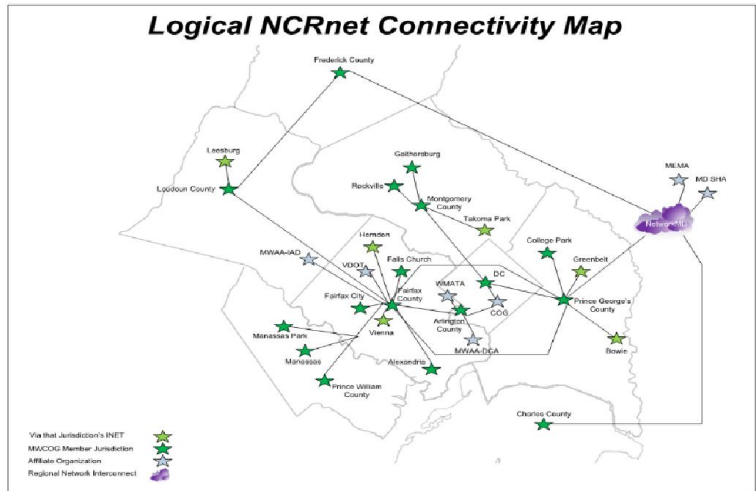 Logical NCRnet Connectivity Map
Frederick County
Leesburg
Loudoun County
Gaithersburg
Rockville
Montgomery
County
Takoma Park
MEMA
MD SHA
NetworkMD
Herndon
MWAA-IAD
VDOT
Falls Church
College Park
Greenbelt
DC
Fairfax
County
WMATA
Fairfax City
COG
Prince George's
County
Arlington
County
Vienna
Manassas Park
MWAA-DCA
Bowie
Manassas
Alexandria
Prince William
County
Charles County
Via that Jurisdiction's INET
MWCOG Member Jurisdiction
Affiliate Organization
Regional Network Interconnect